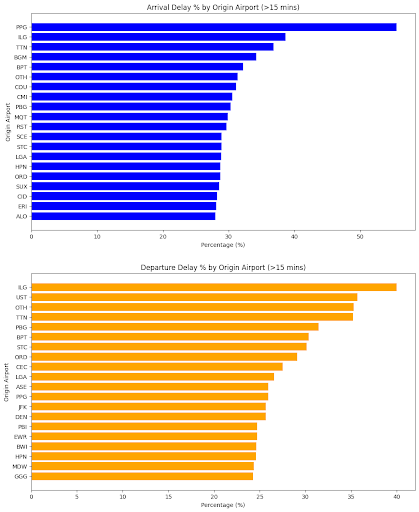 Arrival Delay % by Origin Airport (>15 mins)
PPG
ILG
TTN
BGM
BPT
OTH
COU
CMI
PBG
MQT
RST
SCE
STC
LGA
HPN
ORD
SUX
CID
ERI
ALO
Origin Airport
0 10 20 30 40 50
Percentage (%)
Departure Delay % by Origin Airport (>15 mins)
ILG
UST
OTH
TTN
PBG
BPT
STC
ORD
CEC
LGA
ASE
PPG
JFK
DEN
PBI
EWR
BWI
HPN
MDW
GGG
Origin Airport
0 5 10 15 20 25 30 35 40
Percentage (%)